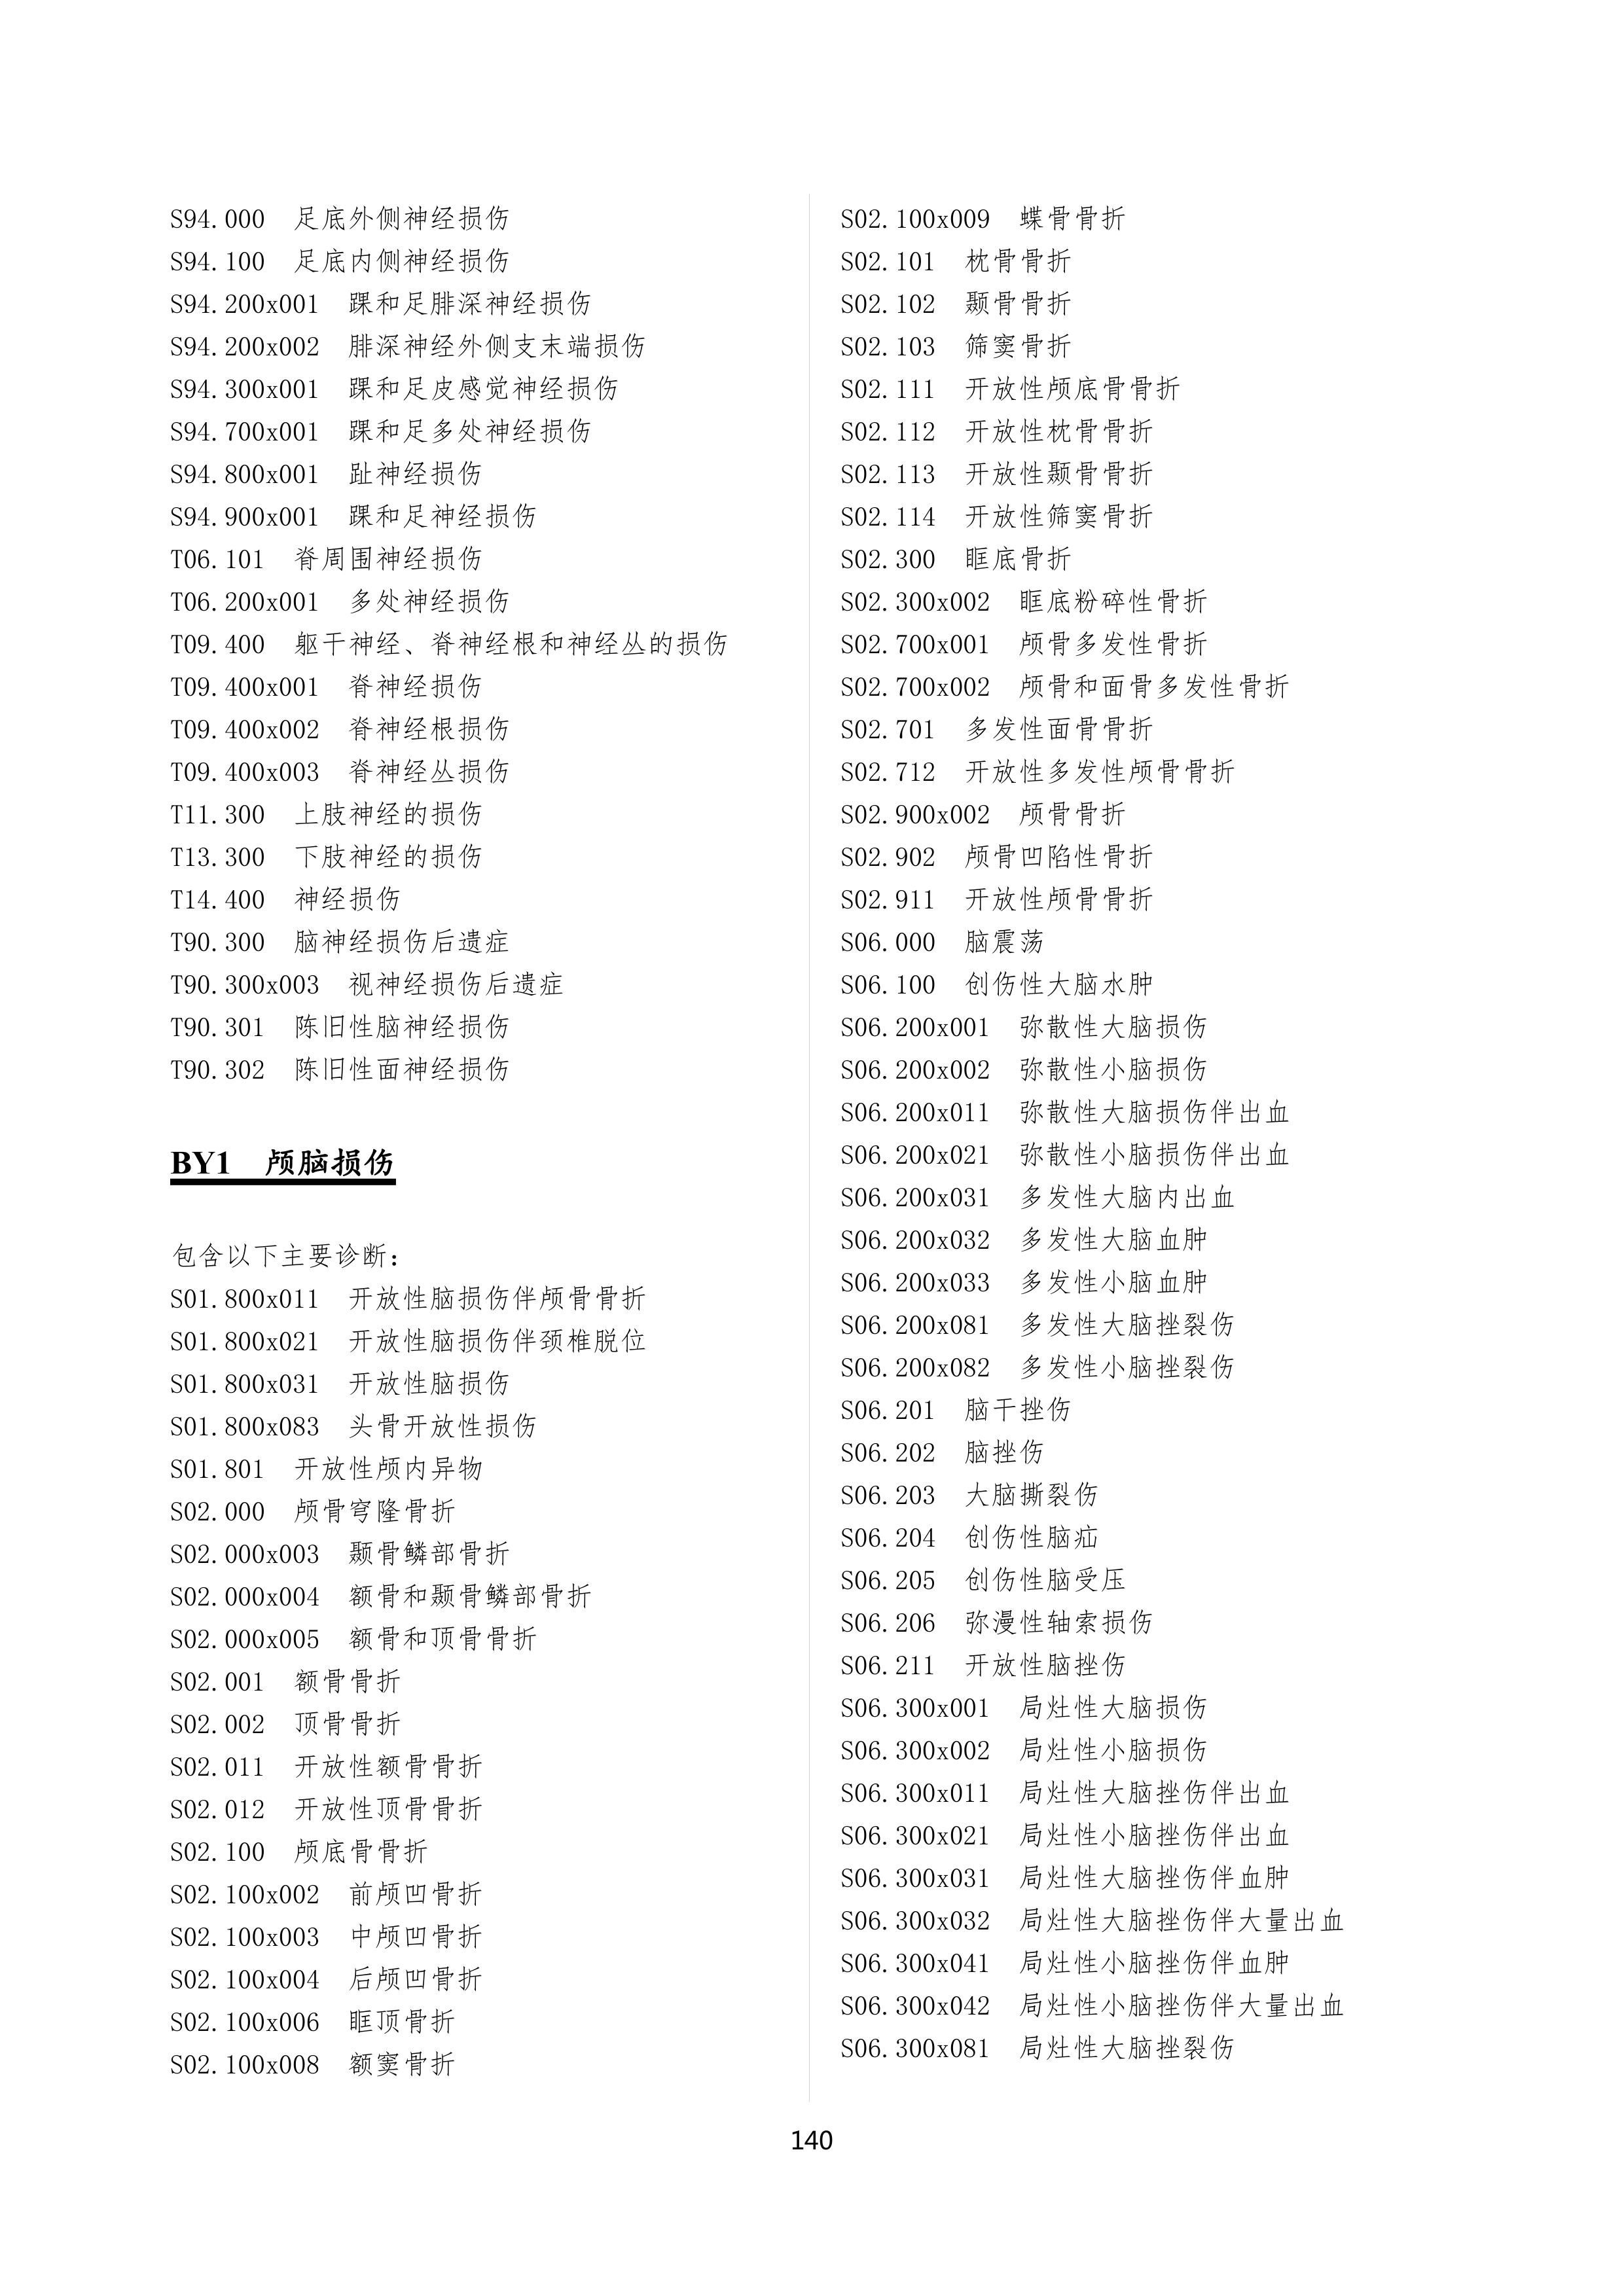 S94.000 足底外侧神经损伤
S94.100 足底内侧神经损伤
S94.200x001 踝和足腓深神经损伤
S94.200x002 腓深神经外侧支末端损伤
S94.300x001 踝和足皮感觉神经损伤
S94.700x001 踝和足多处神经损伤
S94.800x001 趾神经损伤
S94.900x001 踝和足神经损伤
T06.101 脊周围神经损伤
T06.200x001 多处神经损伤
T09.400 躯干神经、脊神经根和神经丛的损伤
T09.400x001 脊神经损伤
T09.400x002 脊神经根损伤
T09.400x003 脊神经丛损伤
T11.300 上肢神经的损伤
T13.300 下肢神经的损伤
T14.400 神经损伤
T90.300 脑神经损伤后遗症
T90.300x003 视神经损伤后遗症
T90.301 陈旧性脑神经损伤
T90.302 陈旧性面神经损伤
BY1 颅脑损伤
包含以下主要诊断：
S01.800x011 开放性脑损伤伴颅骨骨折
S01.800x021 开放性脑损伤伴颈椎脱位
S01.800x031 开放性脑损伤
S01.800x083 头骨开放性损伤
S01.801 开放性颅内异物
S02.000 颅骨穹隆骨折
S02.000x003 颞骨鳞部骨折
S02.000x004 额骨和颞骨鳞部骨折
S02.000x005 额骨和顶骨骨折
S02.001 额骨骨折
S02.002 顶骨骨折
S02.011 开放性额骨骨折
S02.012 开放性顶骨骨折
S02.100 颅底骨骨折
S02.100x002 前颅凹骨折
S02.100x003 中颅凹骨折
S02.100x004 后颅凹骨折
S02.100x006 眶顶骨折
S02.100x008 额窦骨折
S02.100x009 蝶骨骨折
S02.101 枕骨骨折
S02.102 颞骨骨折
S02.103 筛窦骨折
S02.111 开放性颅底骨骨折
S02.112 开放性枕骨骨折
S02.113 开放性颞骨骨折
S02.114 开放性筛窦骨折
S02.300 眶底骨折
S02.300x002 眶底粉碎性骨折
S02.700x001 颅骨多发性骨折
S02.700x002 颅骨和面骨多发性骨折
S02.701 多发性面骨骨折
S02.712 开放性多发性颅骨骨折
S02.900x002 颅骨骨折
S02.902 颅骨凹陷性骨折
S02.911 开放性颅骨骨折
S06.000 脑震荡
S06.100 创伤性大脑水肿
S06.200x001 弥散性大脑损伤
S06.200x002 弥散性小脑损伤
S06.200x011 弥散性大脑损伤伴出血
S06.200x021 弥散性小脑损伤伴出血
S06.200x031 多发性大脑内出血
S06.200x032 多发性大脑血肿
S06.200x033 多发性小脑血肿
S06.200x081 多发性大脑挫裂伤
S06.200x082 多发性小脑挫裂伤
S06.201 脑干挫伤
S06.202 脑挫伤
S06.203 大脑撕裂伤
S06.204 创伤性脑疝
S06.205 创伤性脑受压
S06.206 弥漫性轴索损伤
S06.211 开放性脑挫伤
S06.300x001 局灶性大脑损伤
S06.300x002 局灶性小脑损伤
S06.300x011 局灶性大脑挫伤伴出血
S06.300x021 局灶性小脑挫伤伴出血
S06.300x031 局灶性大脑挫伤伴血肿
S06.300x032 局灶性大脑挫伤伴大量出血
S06.300x041 局灶性小脑挫伤伴血肿
S06.300x042 局灶性小脑挫伤伴大量出血
S06.300x081 局灶性大脑挫裂伤
140